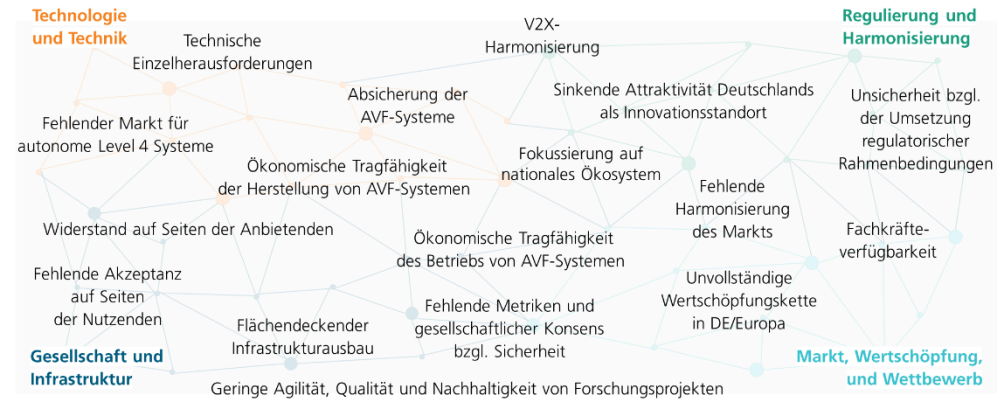 Technologie
und Technik
Technische
Einzelherausforderungen
V2X-
Harmonisierung
Regulierung und
Harmonisierung
Absicherung der
AVF-Systeme
Sinkende Attraktivität Deutschlands
als Innovationsstandort
Unsicherheit bzgl.
der Umsetzung
regulatorischer
Rahmenbedingungen
Fehlender Markt für
autonome Level 4 Systeme
Ökonomische Tragfähigkeit
der Herstellung von AVF-Systemen
Fokussierung auf
nationales Ökosystem
Fehlende
Harmonisierung
des Markts
Widerstand auf Seiten der Anbietenden
Ökonomische Tragfähigkeit
des Betriebs von AVF-Systemen
Fachkräfte-
verfügbarkeit
Fehlende Akzeptanz
auf Seiten
der Nutzenden
Unvollständige
Wertschöpfungskette
in DE/Europa
Flächendeckender
Infrastrukturausbau
Fehlende Metriken und
gesellschaftlicher Konsens
bzgl. Sicherheit
Gesellschaft und
Infrastruktur
Markt, Wertschöpfung,
und Wettbewerb
Geringe Agilität, Qualität und Nachhaltigkeit von Forschungsprojekten